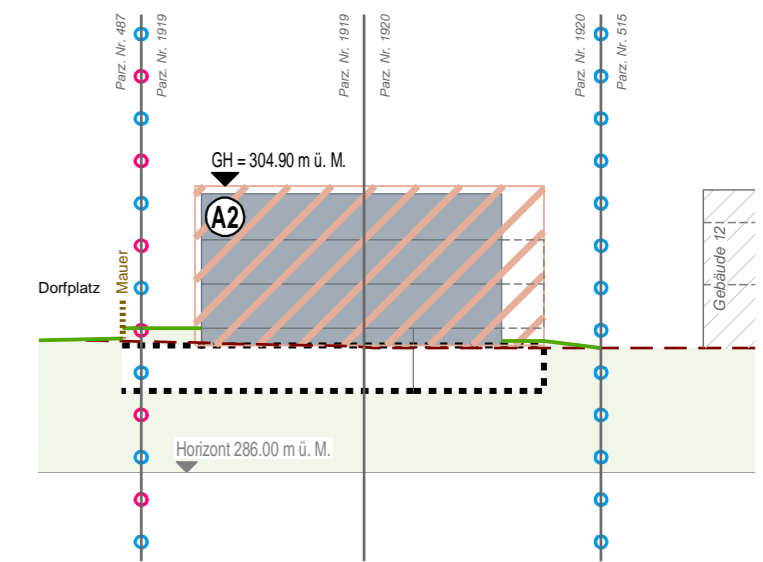 Parz. Nr. 487
Parz. Nr. 1919
Parz. Nr. 1919
Parz. Nr. 1920
Parz. Nr. 1920
Parz. Nr. 515
GH = 304.90 m ü. M.
A2
Gebäude 12
Mauer
Dorfplatz
Horizont 286.00 m ü. M.